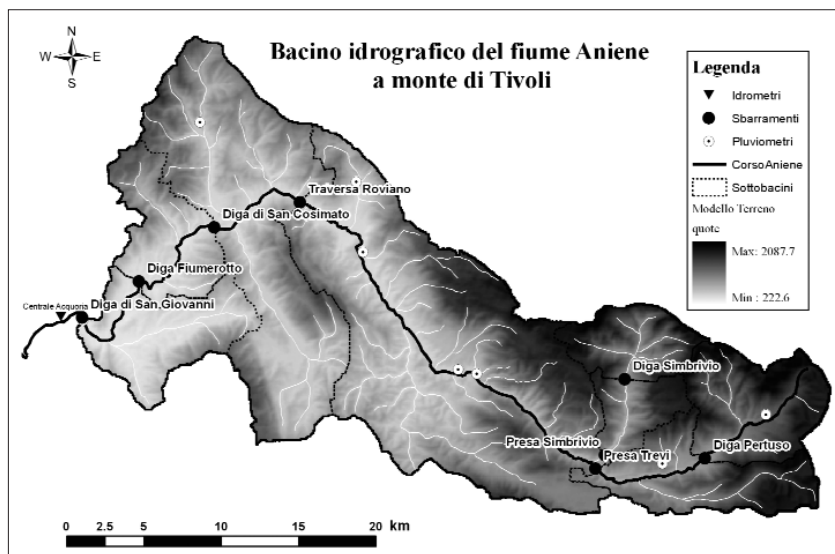 N
W E
S
Bacino idrografico del fiume Aniene
a monte di Tivoli
Legenda
Idrometri
Sbarramenti
Pluviometri
CorsoAniene
Sottobacini
Modello Terreno
quote
Max: 2087.7
Min : 222.6
Traversa Roviano
Diga di San Cosimato
Diga Fiumerotto
Centrale Acquoria
Diga di San Giovanni
Diga Simbrivio
Presa Simbrivio
Presa Trevi
Diga Pertuso
0 2.5 5 10 15 20 km